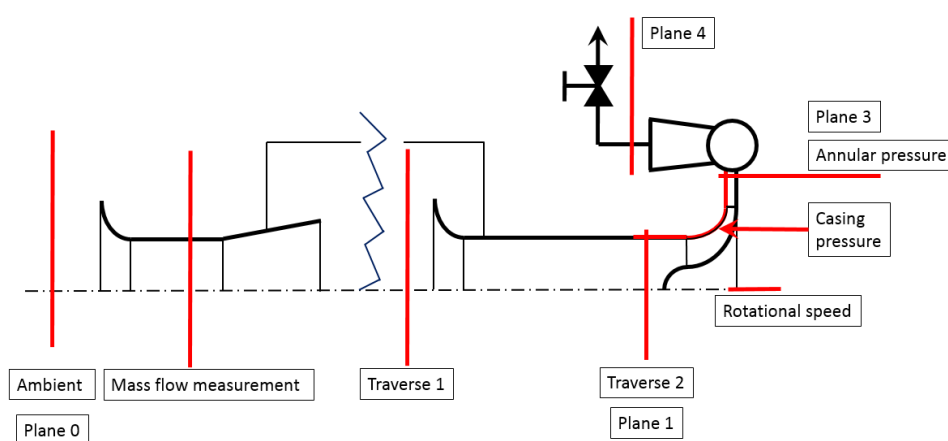 Plane 4
Plane 3
Annular pressure
Casing
pressure
Rotational speed
Ambient
Mass flow measurement
Traverse 1
Traverse 2
Plane 0
Plane 1